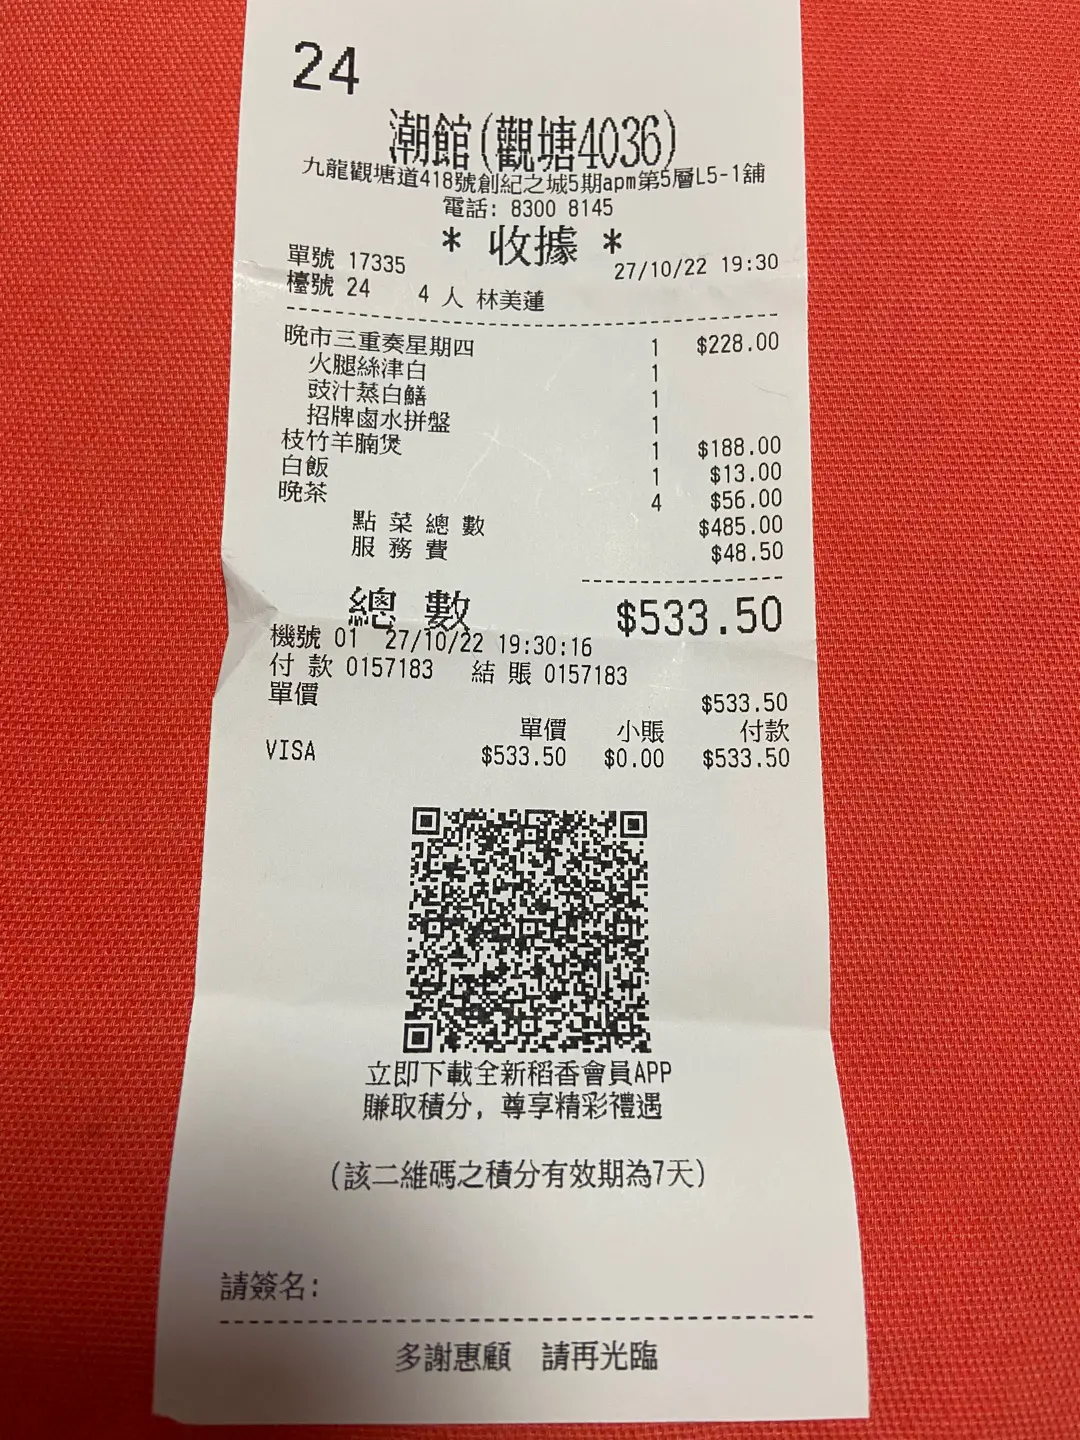 24
潮館(觀塘4036)
九龍觀塘道418號創紀之城5期apm第5層L5-1舖
電話: 8300 8145
* 收據 *
單號 17335 27/10/22 19:30
檯號 24 4 人 林美蓮
晚市三重奏星期四 1 $228.00
火腿絲津白 1
豉汁蒸白鱔 1
招牌鹵水拼盤 1
枝竹羊腩煲 1 $188.00
白飯 1 $13.00
晚茶 4 $56.00
點菜總數 $485.00
服務費 $48.50
總數 $533.50
機號 01 27/10/22 19:30:16
付款 0157183 結賬 0157183
單價 $533.50
單價 小賬 付款
VISA $533.50 $0.00 $533.50
立即下載全新稻香會員APP
賺取積分, 尊享精彩禮遇
(該二維碼之積分有效期為7天)
請簽名:
多謝惠顧 請再光臨